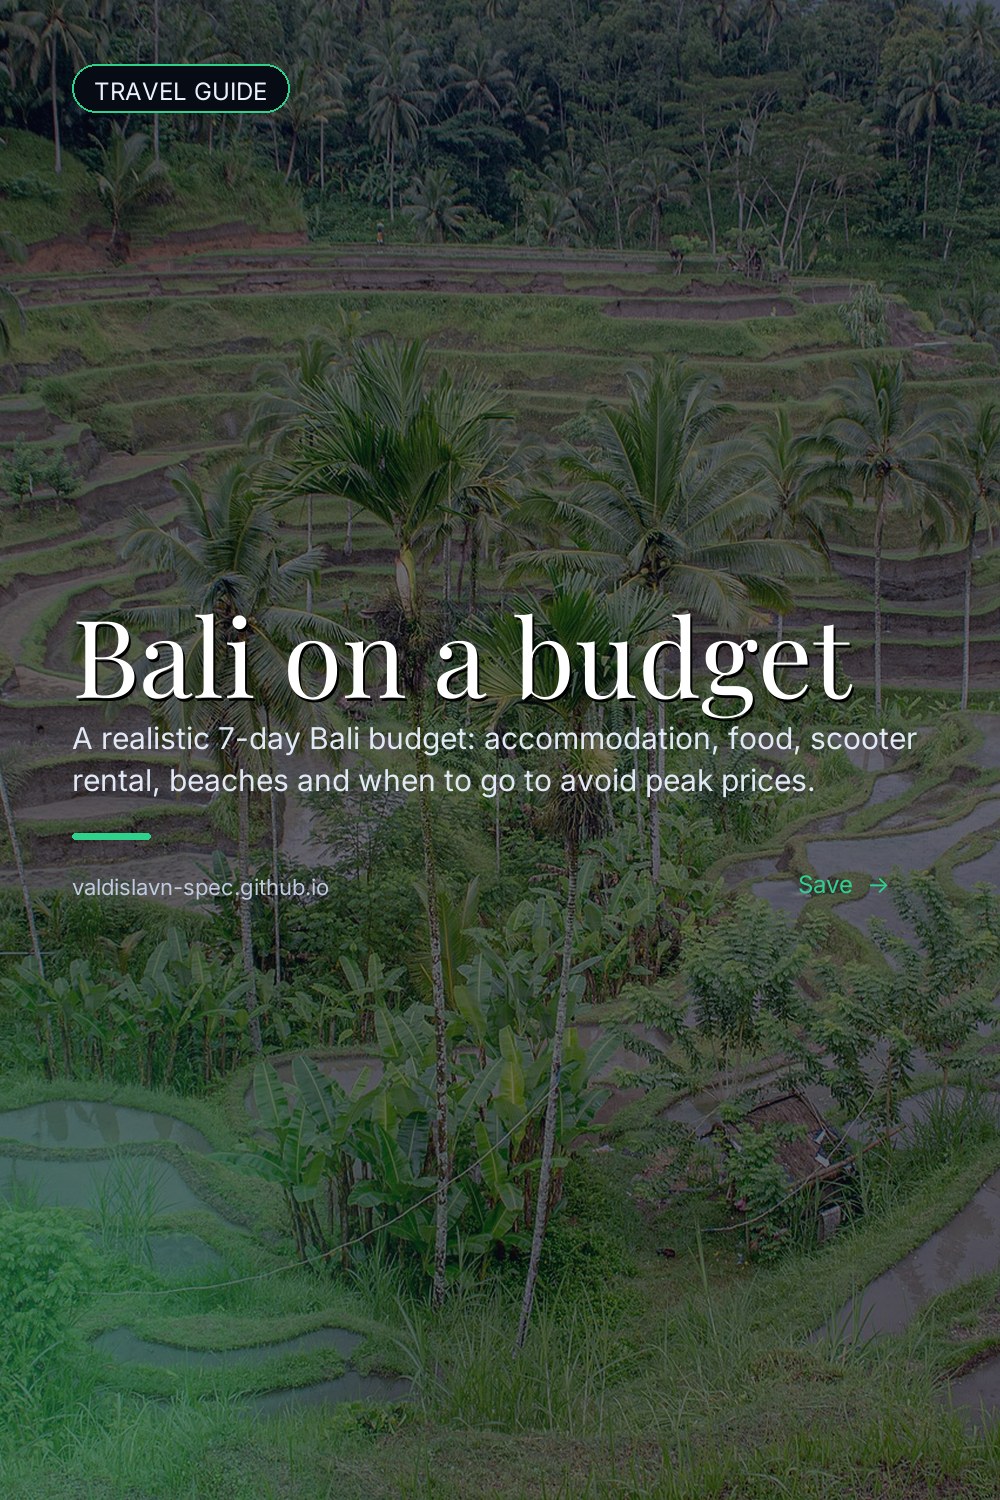 TRAVEL GUIDE
Bali on a budget
A realistic 7-day Bali budget: accommodation, food, scooter
rental, beaches and when to go to avoid peak prices.
valdislavn-spec.github.io
Save →